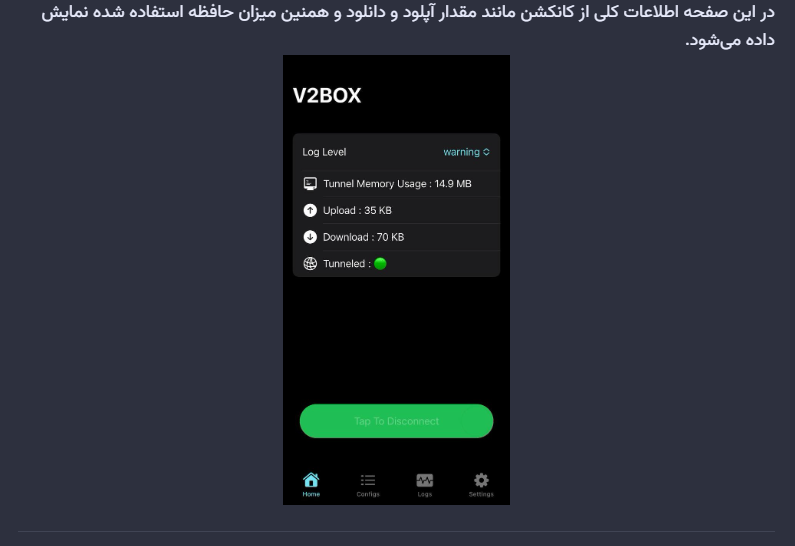 در این صفحه اطلاعات کلی از کانکشن مانند مقدار آپلود و دانلود و همنین میزان حافظه استفاده شده نمایش
داده می‌شود.
V2BOX
Log Level warning
Tunnel Memory Usage : 14.9 MB
Upload : 35 KB
Download : 70 KB
Tunneled :
Tap To Disconnect
Home Configs Logs Settings